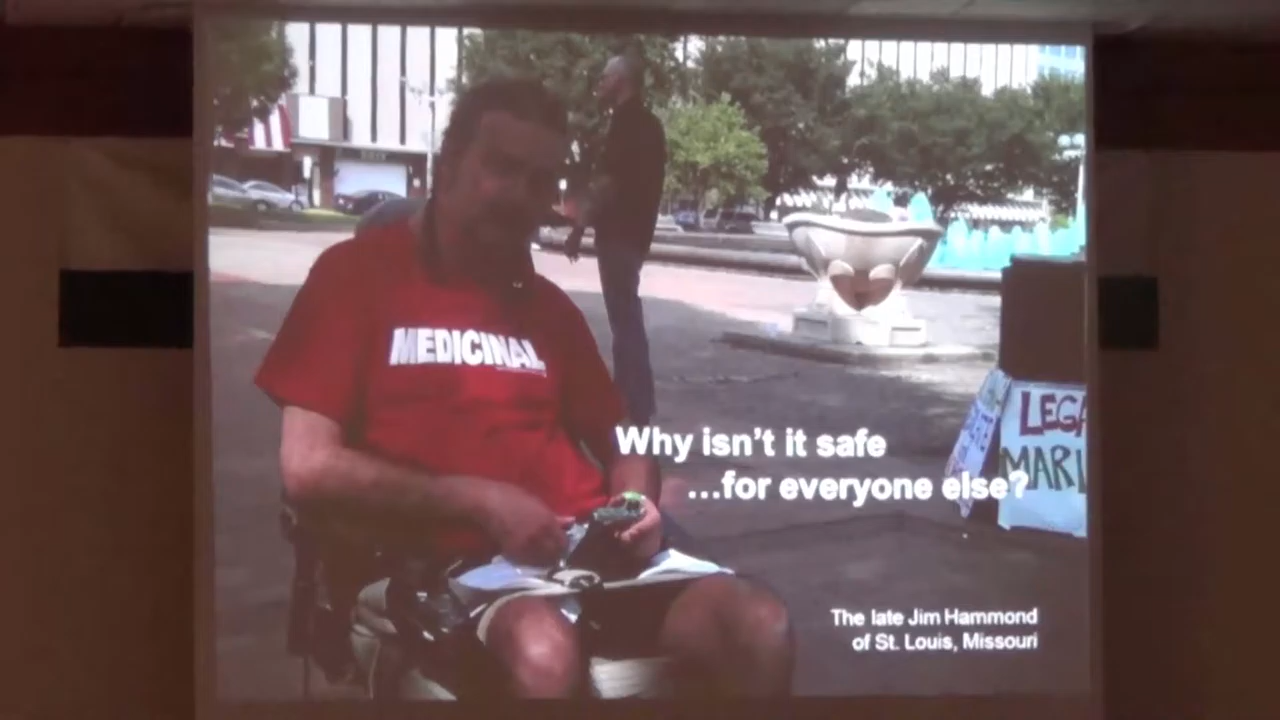 MEDICINAL
Why isn't it safe
...for everyone else?
LEGA
MARI
The late Jim Hammond
of St. Louis, Missouri